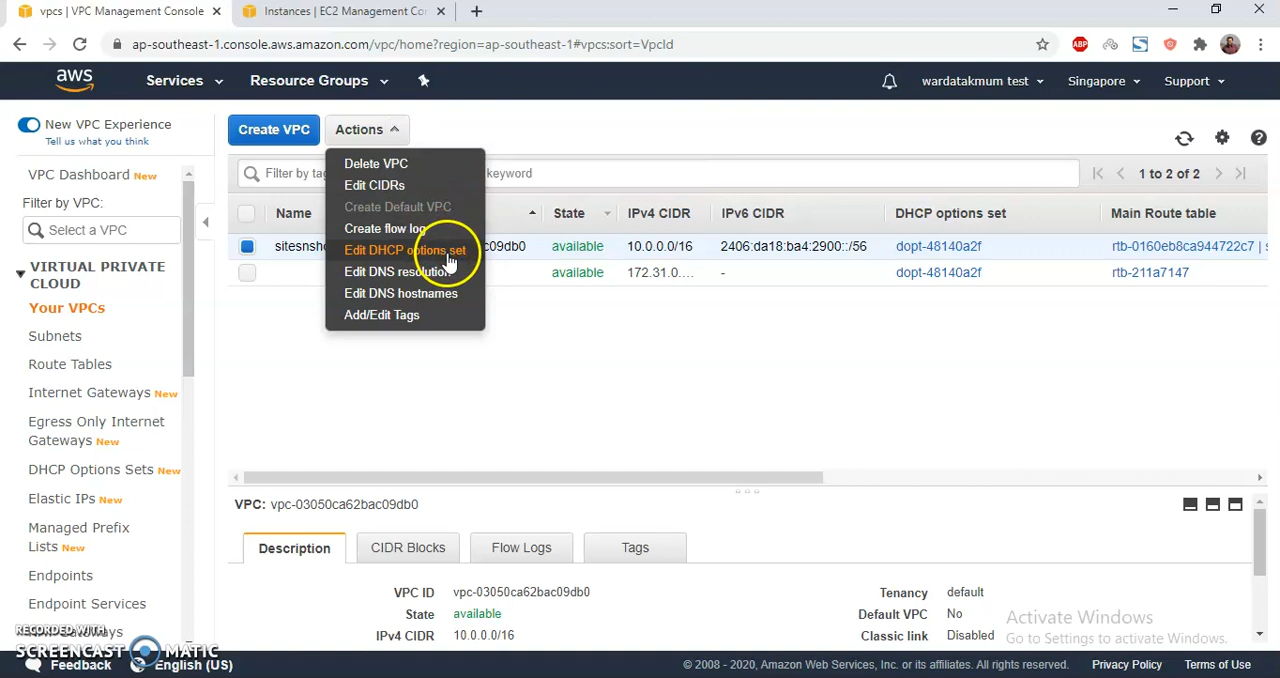 vpcs | VPC Management Console
Instances | EC2 Management Co
ap-southeast-1.console.aws.amazon.com/vpc/home?region=ap-southeast-1#vpcs:sort=VpcId
ABP
aws
Services
Resource Groups
wardatakmum test
Singapore
Support
New VPC Experience
Tell us what you think
VPC Dashboard New
Filter by VPC:
Select a VPC
VIRTUAL PRIVATE CLOUD
Your VPCs
Subnets
Route Tables
Internet Gateways New
Egress Only Internet
Gateways New
DHCP Options Sets New
Elastic IPs New
Managed Prefix
Lists New
Endpoints
Endpoint Services
Create VPC
Actions
Delete VPC
Edit CIDRs
Create Default VPC
Create flow log
Edit DHCP options set
Edit DNS resolution
Edit DNS hostnames
Add/Edit Tags
Filter by tag keyword
1 to 2 of 2
Name State IPv4 CIDR IPv6 CIDR DHCP options set Main Route table
c09db0 available 10.0.0.0/16 2406:da18:ba4:2900::/56 dopt-48140a2f rtb-0160eb8ca944722c7 | s
available 172.31.0.... - dopt-48140a2f rtb-211a7147
VPC: vpc-03050ca62bac09db0
Description
CIDR Blocks
Flow Logs
Tags
VPC ID vpc-03050ca62bac09db0
State available
IPv4 CIDR 10.0.0.0/16
Tenancy default
Default VPC No
Classic link Disabled
Activate Windows
Go to Settings to activate Windows.
RECORDED WITH
SCREENCAST MATIC
Feedback
English (US)
© 2008 - 2020, Amazon Web Services, Inc. or its affiliates. All rights reserved.
Privacy Policy
Terms of Use